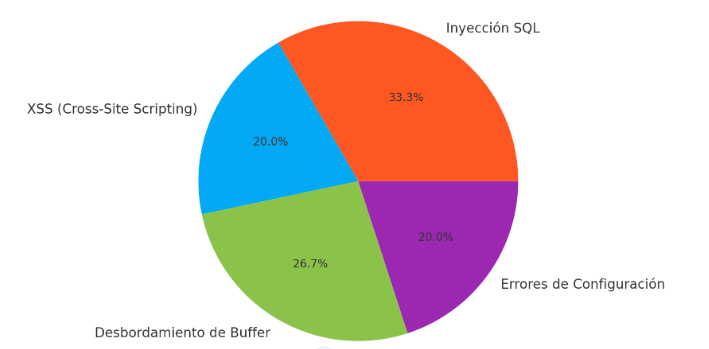 Inyección SQL
33.3%
XSS (Cross-Site Scripting)
20.0%
20.0%
26.7%
Errores de Configuración
Desbordamiento de Buffer